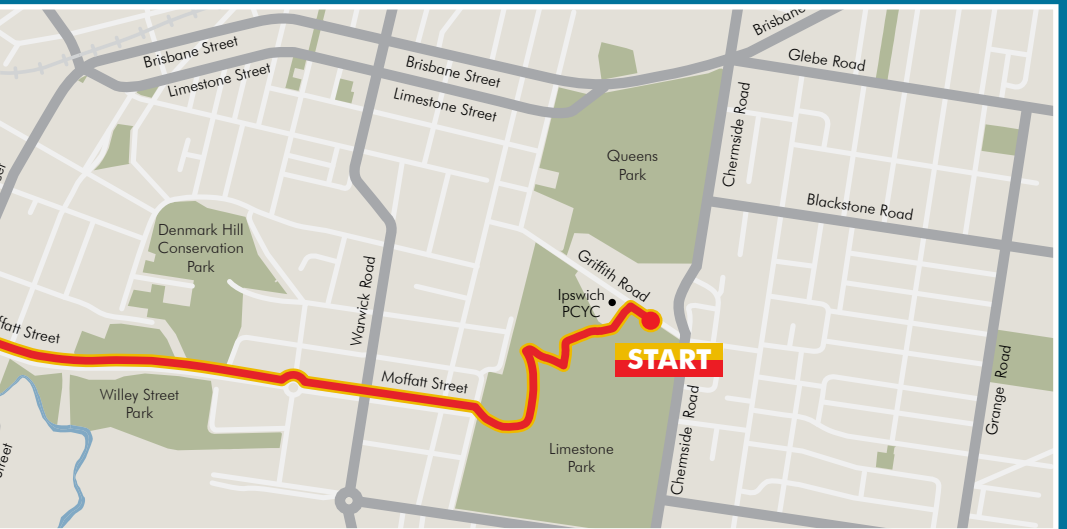 Brisbane
Brisbane Street
Glebe Road
Limestone Street
Brisbane Street
Limestone Street
Chermside Road
Queens
Park
Blackstone Road
Denmark Hill
Conservation
Park
Griffith Road
Warwick Road
Ipswich
PCYC
ffatt Street
START
Moffatt Street
Grange Road
Willey Street
Park
Chermside Road
Limestone
Park
treet